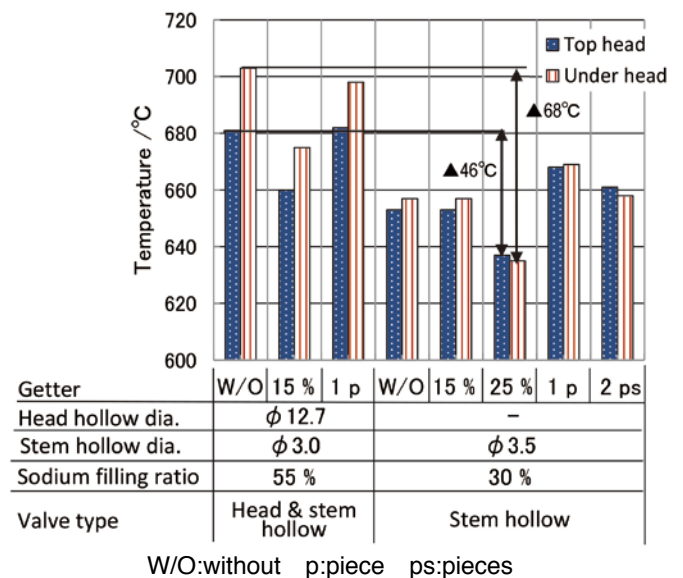 720
Top head
Under head
700
▲68℃
680
▲46℃
660
640
620
600
Temperature /℃
Getter W/O 15 % 1 p W/O 15 % 25 % 1 p 2 ps
Head hollow dia. ϕ 12.7 –
Stem hollow dia. ϕ 3.0 ϕ 3.5
Sodium filling ratio 55 % 30 %
Valve type Head & stem hollow Stem hollow
W/O:without p:piece ps:pieces